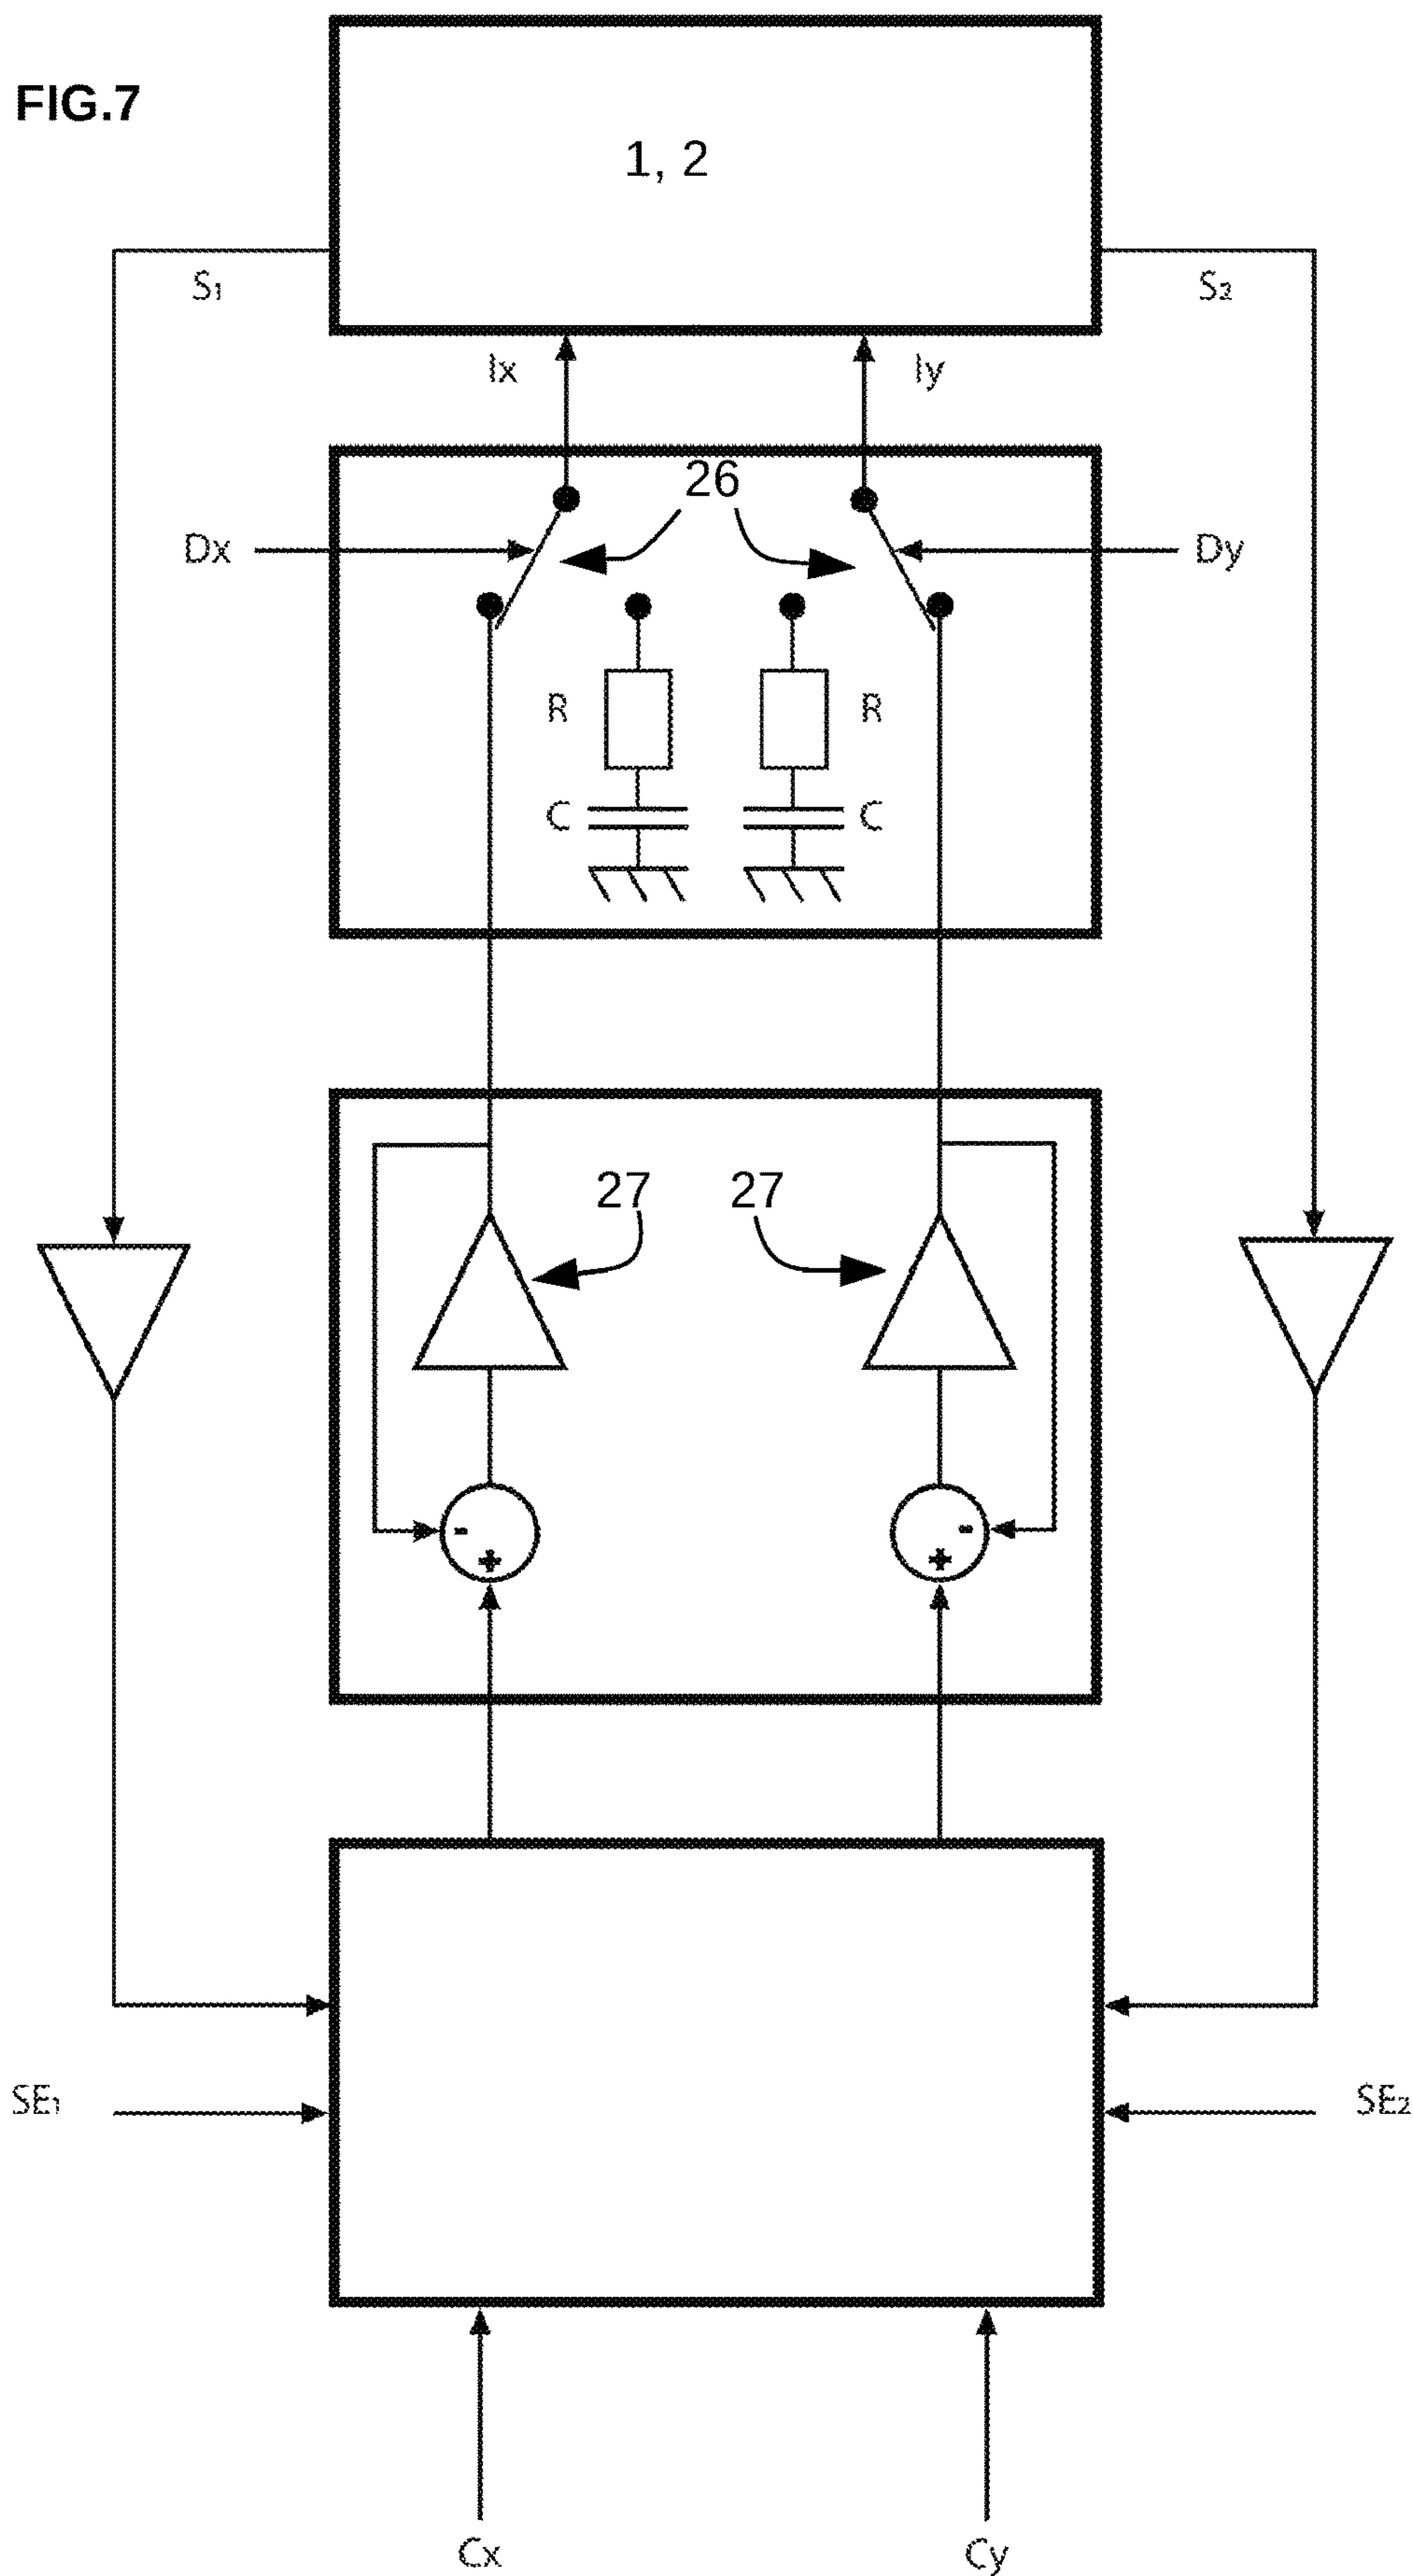 FIG.7
1, 2
S₁
S₂
Ix
Iy
26
Dx
Dy
R
R
C
C
27
27
-
+
-
+
SE₁
SE₂
Cx
Cy